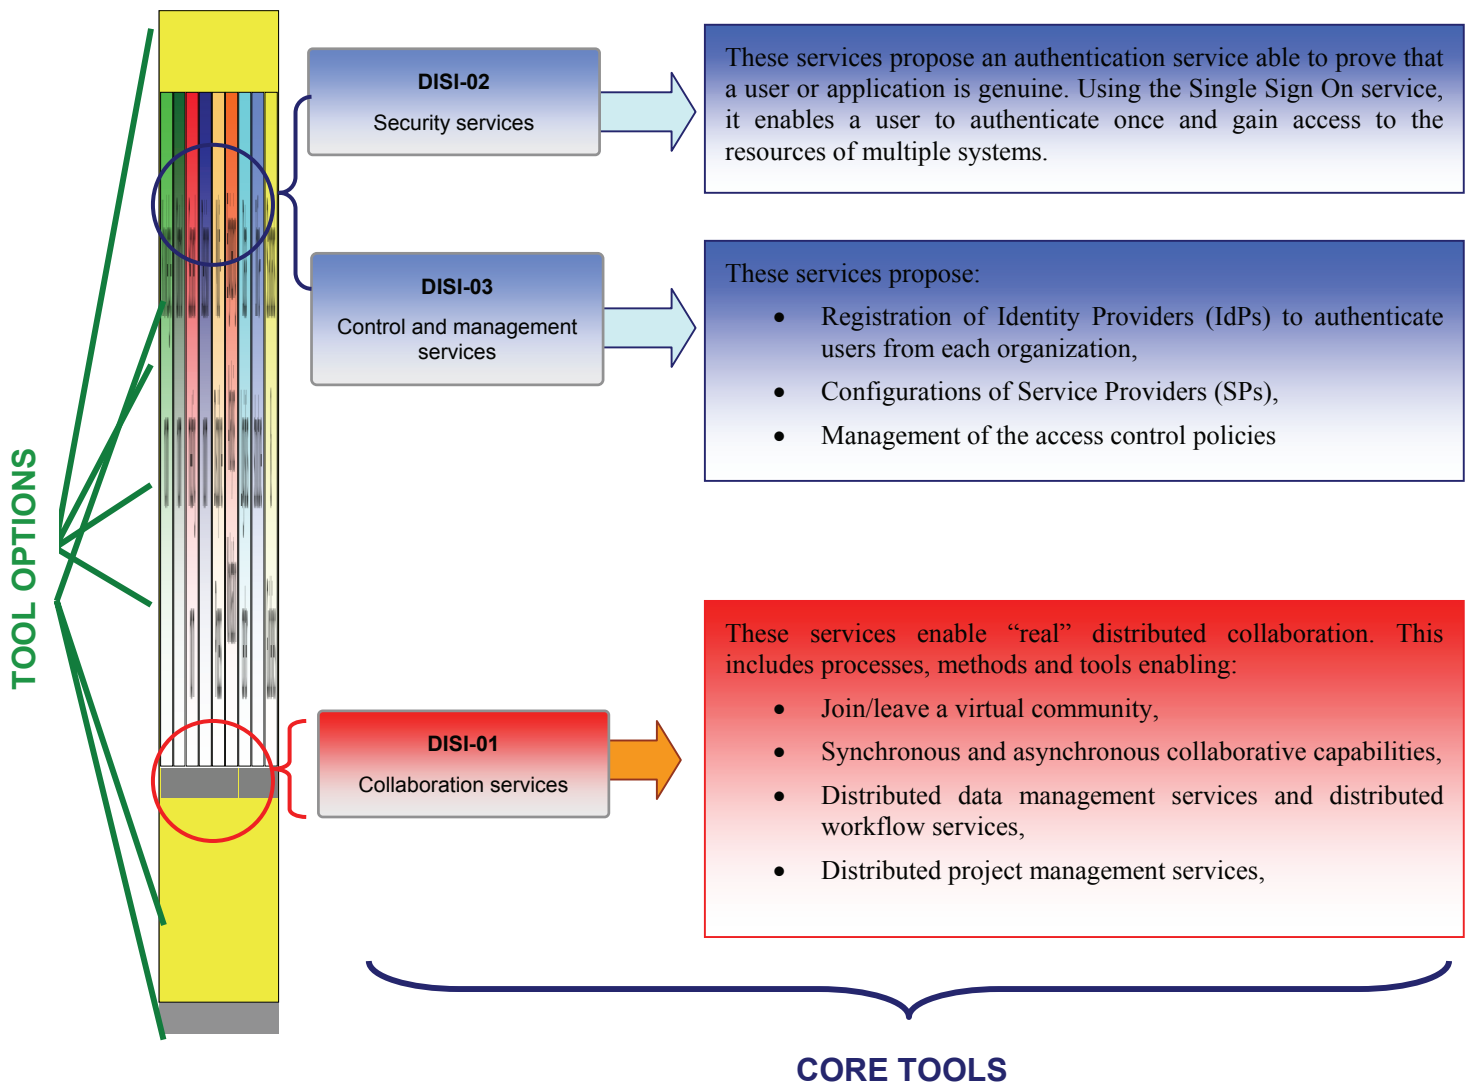 TOOL OPTIONS
DISI-02
Security services
These services propose an authentication service able to prove that
a user or application is genuine. Using the Single Sign On service,
it enables a user to authenticate once and gain access to the
resources of multiple systems.
DISI-03
Control and management
services
These services propose:
• Registration of Identity Providers (IdPs) to authenticate
users from each organization,
• Configurations of Service Providers (SPs),
• Management of the access control policies
DISI-01
Collaboration services
These services enable “real” distributed collaboration. This
includes processes, methods and tools enabling:
• Join/leave a virtual community,
• Synchronous and asynchronous collaborative capabilities,
• Distributed data management services and distributed
workflow services,
• Distributed project management services,
CORE TOOLS